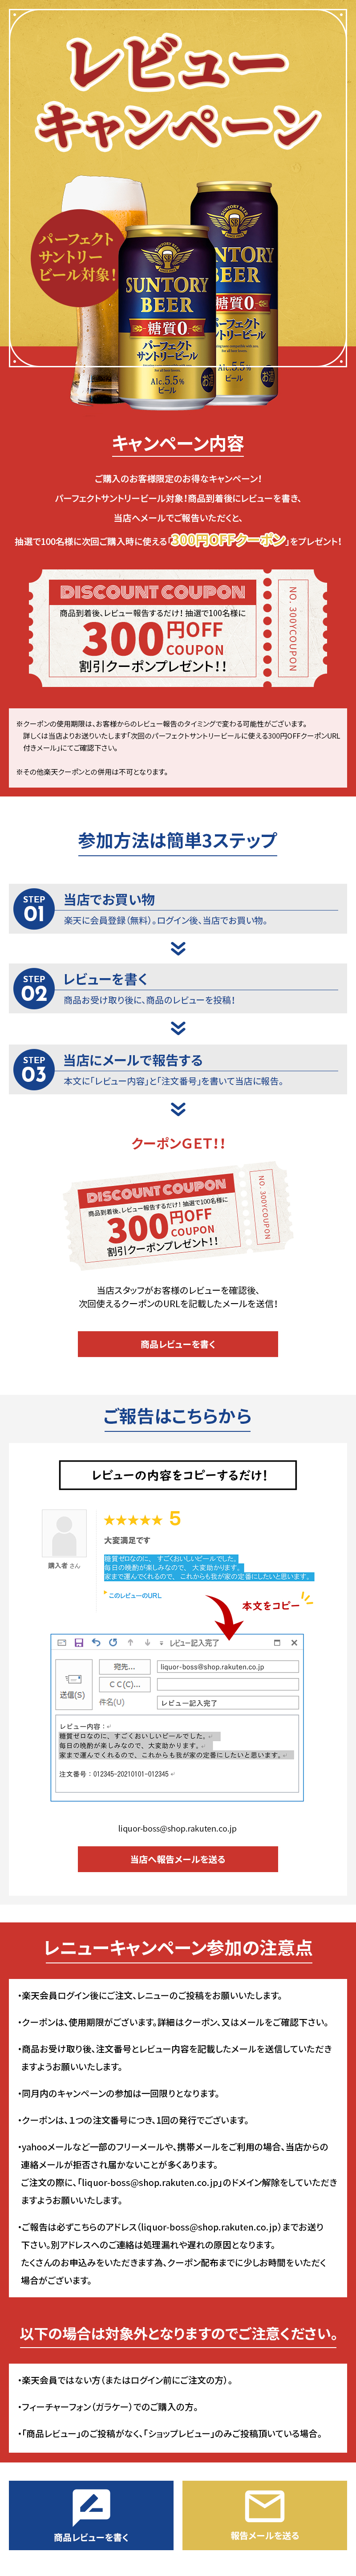 レビュー
キャンペーン
パーフェクト
サントリー
ビール対象！
SUNTORY
BEER
糖質0
パーフェクト
サントリービール
Alc.5.5%
ビール
SUNTORY
BEER
糖質0
パーフェクト
サントリービール
Alc.5.5%
ビール
キャンペーン内容
ご購入のお客様限定のお得なキャンペーン！
パーフェクトサントリービール対象！商品到着後にレビューを書き、
当店へメールでご報告いただくと、
抽選で100名様に次回ご購入時に使える「300円OFFクーポン」をプレゼント！
DISCOUNT COUPON
商品到着後、レビュー報告するだけ！ 抽選で100名様に
300円OFF
COUPON
割引クーポンプレゼント！！
NO. 300YCOUPON
※クーポンの使用期限は、お客様からのレビュー報告のタイミングで変わる可能性がございます。
詳しくは当店よりお送りいたします「次回のパーフェクトサントリービールに使える300円OFFクーポンURL
付きメール」にてご確認下さい。
※その他楽天クーポンとの併用は不可となります。
参加方法は簡単3ステップ
STEP
01
当店でお買い物
楽天に会員登録（無料）。ログイン後、当店でお買い物。
STEP
02
レビューを書く
商品お受け取り後に、商品のレビューを投稿！
STEP
03
当店にメールで報告する
本文に「レビュー内容」と「注文番号」を書いて当店に報告。
クーポンGET！！
DISCOUNT COUPON
商品到着後、レビュー報告するだけ！ 抽選で100名様に
300円OFF
COUPON
割引クーポンプレゼント！！
NO. 300YCOUPON
当店スタッフがお客様のレビューを確認後、
次回使えるクーポンのURLを記載したメールを送信！
商品レビューを書く
ご報告はこちらから
レビューの内容をコピーするだけ！
★★★★★ 5
大変満足です
購入者 さん
糖質ゼロなのに、すごくおいしいビールでした。
毎日の晩酌が楽しみなので、大変助かります。
家まで運んでくれるので、これからも我が家の定番にしたいと思います。
このレビューのURL
本文をコピー
レビュー記入完了
送信(S)
宛先...
liquor-boss@shop.rakuten.co.jp
ＣＣ(C)...
件名(U)
レビュー記入完了
レビュー内容：
糖質ゼロなのに、すごくおいしいビールでした。
毎日の晩酌が楽しみなので、大変助かります。
家まで運んでくれるので、これからも我が家の定番にしたいと思います。
注文番号：012345-20210101-012345
liquor-boss@shop.rakuten.co.jp
当店へ報告メールを送る
レニューキャンペーン参加の注意点
・楽天会員ログイン後にご注文、レニューのご投稿をお願いいたします。
・クーポンは、使用期限がございます。詳細はクーポン、又はメールをご確認下さい。
・商品お受け取り後、注文番号とレビュー内容を記載したメールを送信していただき
ますようお願いいたします。
・同月内のキャンペーンの参加は一回限りとなります。
・クーポンは、１つの注文番号につき、1回の発行でございます。
・yahooメールなど一部のフリーメールや、携帯メールをご利用の場合、当店からの
連絡メールが拒否され届かないことが多くあります。
ご注文の際に、「liquor-boss@shop.rakuten.co.jp」のドメイン解除をしていただき
ますようお願いいたします。
・ご報告は必ずこちらのアドレス（liquor-boss@shop.rakuten.co.jp）までお送り
下さい。別アドレスへのご連絡は処理漏れや遅れの原因となります。
たくさんのお申込みをいただきます為、クーポン配布までに少しお時間をいただく
場合がございます。
以下の場合は対象外となりますのでご注意ください。
・楽天会員ではない方（またはログイン前にご注文の方）。
・フィーチャーフォン（ガラケー）でのご購入の方。
・「商品レビュー」のご投稿がなく、「ショップレビュー」のみご投稿頂いている場合。
商品レビューを書く
報告メールを送る